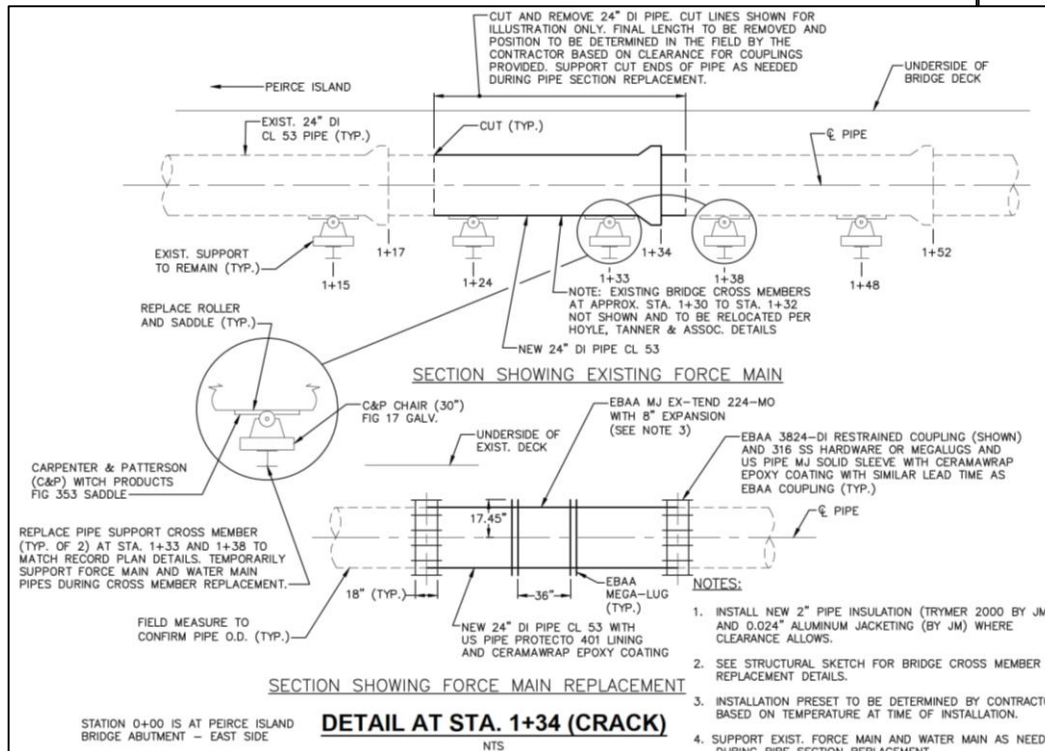 CUT AND REMOVE 24" DI PIPE. CUT LINES SHOWN FOR
ILLUSTRATION ONLY. FINAL LENGTH TO BE REMOVED AND
POSITION TO BE DETERMINED IN THE FIELD BY THE
CONTRACTOR BASED ON CLEARANCE FOR COUPLINGS
PROVIDED. SUPPORT CUT ENDS OF PIPE AS NEEDED
DURING PIPE SECTION REPLACEMENT.
PEIRCE ISLAND
UNDERSIDE OF
BRIDGE DECK
EXIST. 24" DI
CL 53 PIPE (TYP.)
CUT (TYP.)
℄ PIPE
EXIST. SUPPORT
TO REMAIN (TYP.)
1+17
1+15
1+24
1+34
1+33
1+38
1+52
1+48
NOTE: EXISTING BRIDGE CROSS MEMBERS
AT APPROX. STA. 1+30 TO STA. 1+32
NOT SHOWN AND TO BE RELOCATED PER
HOYLE, TANNER & ASSOC. DETAILS
NEW 24" DI PIPE CL 53
REPLACE ROLLER
AND SADDLE (TYP.)
SECTION SHOWING EXISTING FORCE MAIN
C&P CHAIR (30")
FIG 17 GALV.
EBAA MJ EX-TEND 224-MO
WITH 8" EXPANSION
(SEE NOTE 3)
UNDERSIDE OF
EXIST. DECK
EBAA 3824-DI RESTRAINED COUPLING (SHOWN)
AND 316 SS HARDWARE OR MEGALUGS AND
US PIPE MJ SOLID SLEEVE WITH CERAMAWRAP
EPOXY COATING WITH SIMILAR LEAD TIME AS
EBAA COUPLING (TYP.)
CARPENTER & PATTERSON
(C&P) WITCH PRODUCTS
FIG 353 SADDLE
17.45"
℄ PIPE
REPLACE PIPE SUPPORT CROSS MEMBER
(TYP. OF 2) AT STA. 1+33 AND 1+38 TO
MATCH RECORD PLAN DETAILS. TEMPORARILY
SUPPORT FORCE MAIN AND WATER MAIN
PIPES DURING CROSS MEMBER REPLACEMENT.
18" (TYP.)
36"
EBAA
MEGA-LUG
(TYP.)
FIELD MEASURE TO
CONFIRM PIPE O.D. (TYP.)
NEW 24" DI PIPE CL 53 WITH
US PIPE PROTECTO 401 LINING
AND CERAMAWRAP EPOXY COATING
SECTION SHOWING FORCE MAIN REPLACEMENT
NOTES:
1. INSTALL NEW 2" PIPE INSULATION (TRYMER 2000 BY JM
AND 0.024" ALUMINUM JACKETING (BY JM) WHERE
CLEARANCE ALLOWS.
2. SEE STRUCTURAL SKETCH FOR BRIDGE CROSS MEMBER
REPLACEMENT DETAILS.
3. INSTALLATION PRESET TO BE DETERMINED BY CONTRACTO
BASED ON TEMPERATURE AT TIME OF INSTALLATION.
4. SUPPORT EXIST. FORCE MAIN AND WATER MAIN AS NEED
DURING PIPE SECTION REPLACEMENT
STATION 0+00 IS AT PEIRCE ISLAND
BRIDGE ABUTMENT – EAST SIDE
DETAIL AT STA. 1+34 (CRACK)
NTS